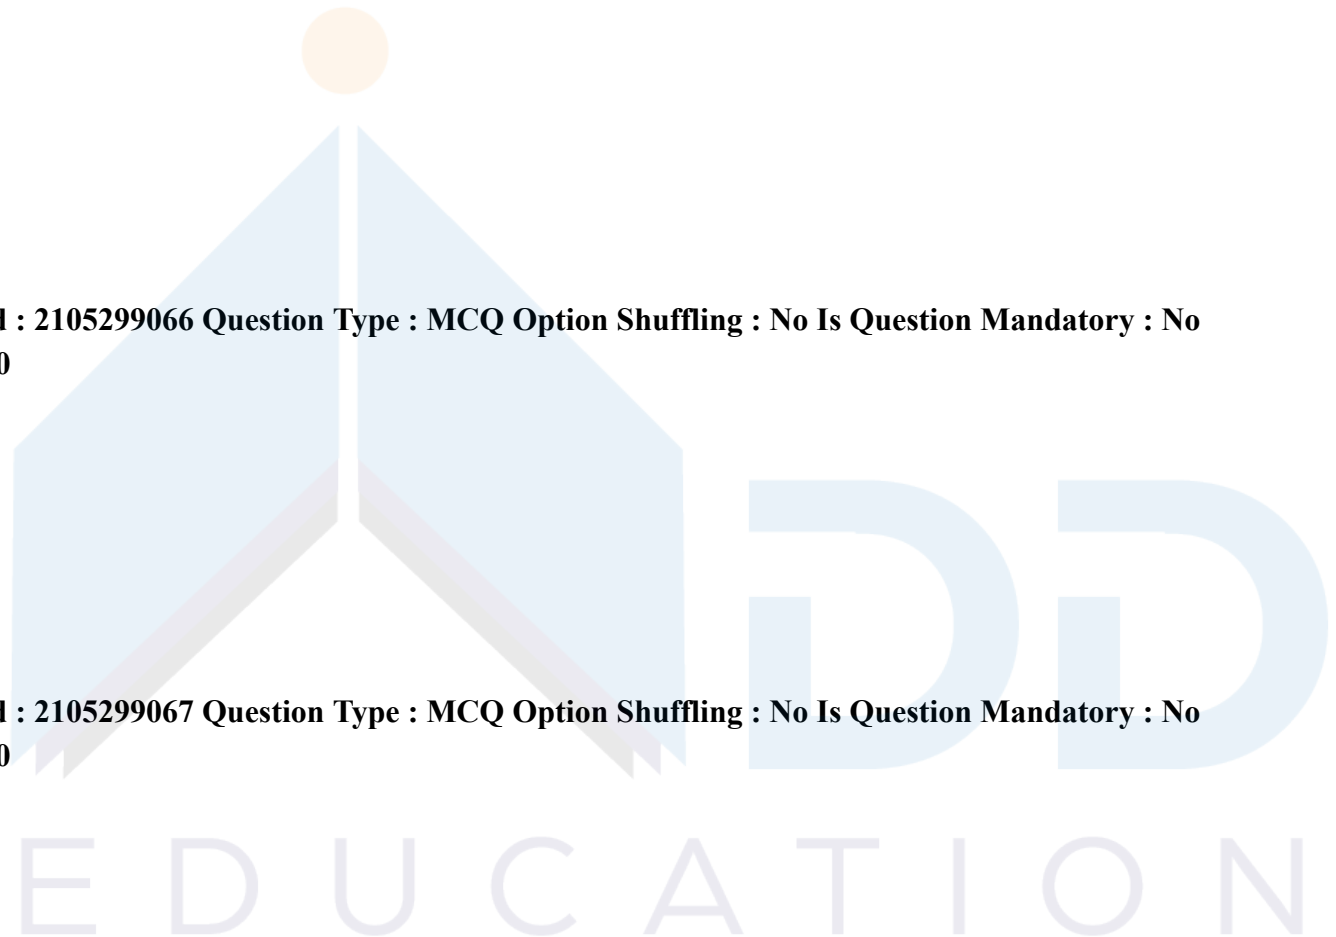 : 2105299066 Question Type : MCQ Option Shuffling : No Is Question Mandatory : No
0
: 2105299067 Question Type : MCQ Option Shuffling : No Is Question Mandatory : No
0
DD
EDUCATION